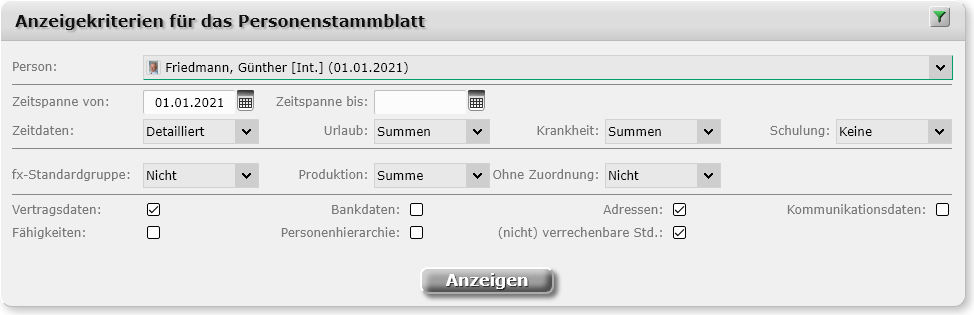 Anzeigekriterien für das Personenstammblatt
Person: Friedmann, Günther [Int.] (01.01.2021)
Zeitspanne von: 01.01.2021 Zeitspanne bis:
Zeitdaten: Detailliert Urlaub: Summen Krankheit: Summen Schulung: Keine
fx-Standardgruppe: Nicht Produktion: Summe Ohne Zuordnung: Nicht
Vertragsdaten: Bankdaten: Adressen: Kommunikationsdaten:
Fähigkeiten: Personenhierarchie: (nicht) verrechenbare Std.:
Anzeigen